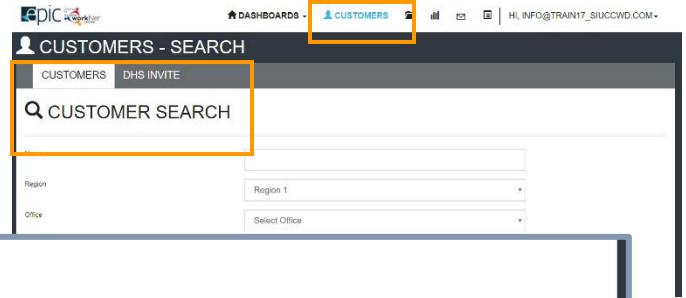 epic workNet
DASHBOARDS CUSTOMERS HI, INFO@TRAIN17_SIUCCWD.COM
CUSTOMERS - SEARCH
CUSTOMERS DHS INVITE
CUSTOMER SEARCH
Region Region 1
Office Select Office